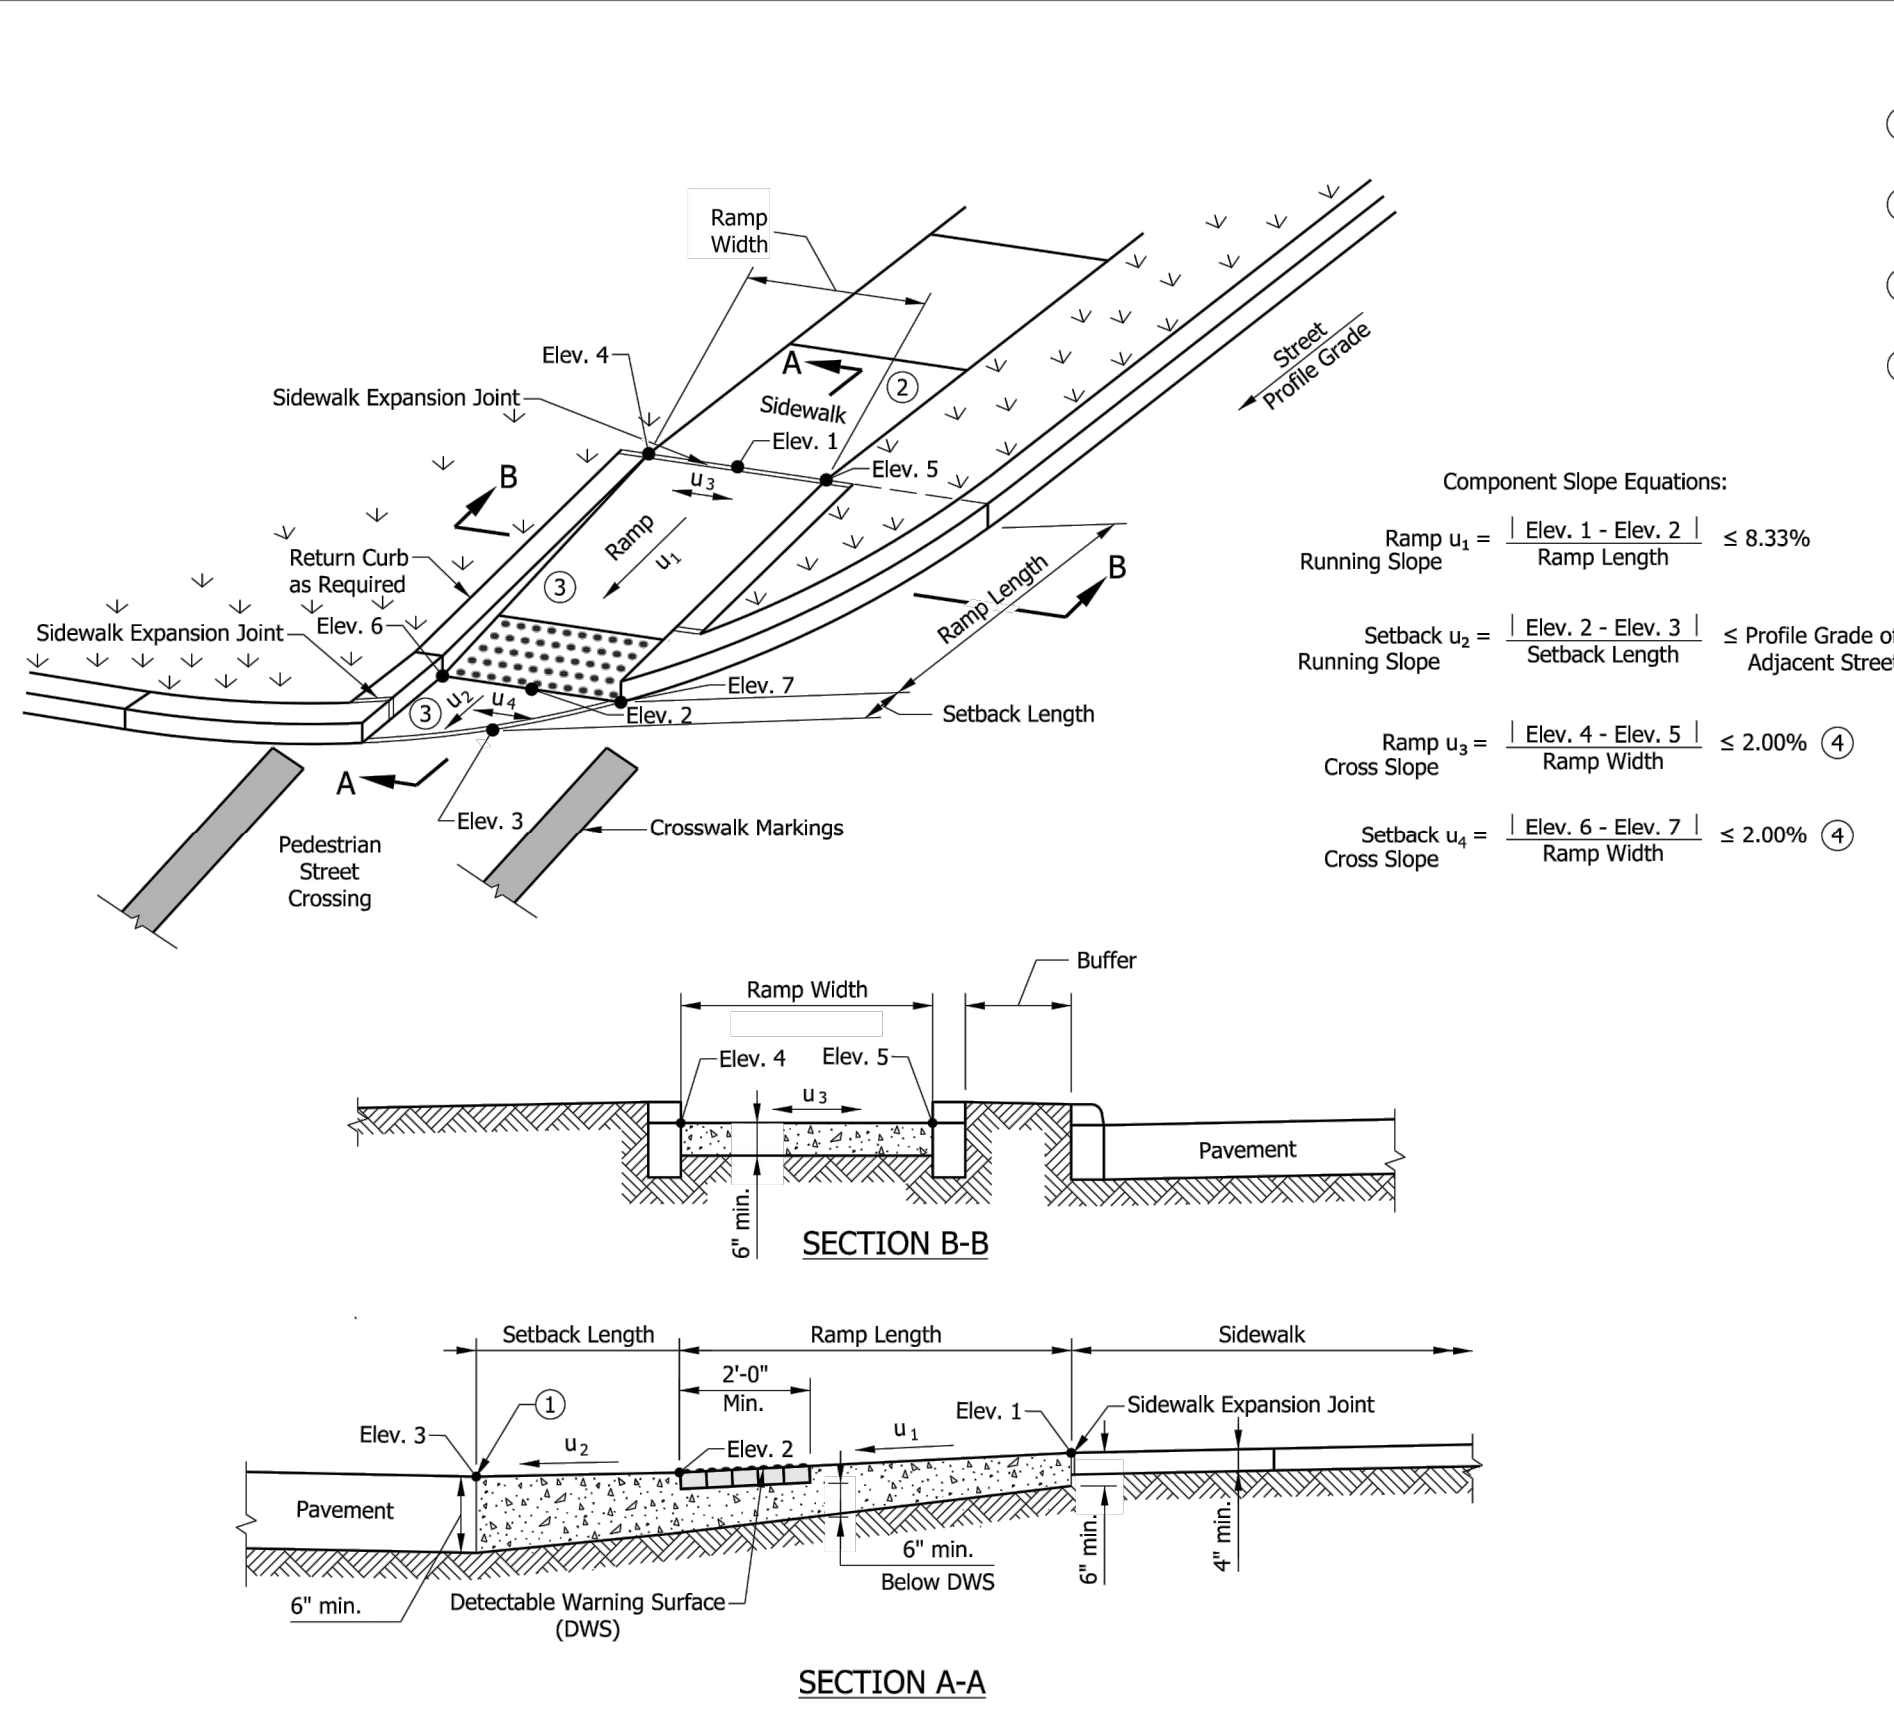 Ramp
Width
Elev. 4
A
2
Sidewalk Expansion Joint
Sidewalk
Street
Profile Grade
Elev. 1
Elev. 5
B
u3
Ramp
u1
Return Curb
as Required
3
Ramp Length
B
Sidewalk Expansion Joint
Elev. 6
Elev. 7
3
u2
u4
Elev. 2
Setback Length
A
Elev. 3
Crosswalk Markings
Pedestrian
Street
Crossing
Component Slope Equations:
Ramp u1 = | Elev. 1 - Elev. 2 | ≤ 8.33%
Running Slope Ramp Length
Setback u2 = | Elev. 2 - Elev. 3 | ≤ Profile Grade of
Running Slope Setback Length Adjacent Street
Ramp u3 = | Elev. 4 - Elev. 5 | ≤ 2.00% 4
Cross Slope Ramp Width
Setback u4 = | Elev. 6 - Elev. 7 | ≤ 2.00% 4
Cross Slope Ramp Width
Buffer
Ramp Width
Elev. 4
Elev. 5
u3
Pavement
6" min.
SECTION B-B
Setback Length
Ramp Length
Sidewalk
2'-0"
Min.
1
Elev. 3
u2
Elev. 2
u1
Elev. 1
Sidewalk Expansion Joint
Pavement
6" min.
Detectable Warning Surface
(DWS)
6" min.
Below DWS
6" min.
4" min.
SECTION A-A